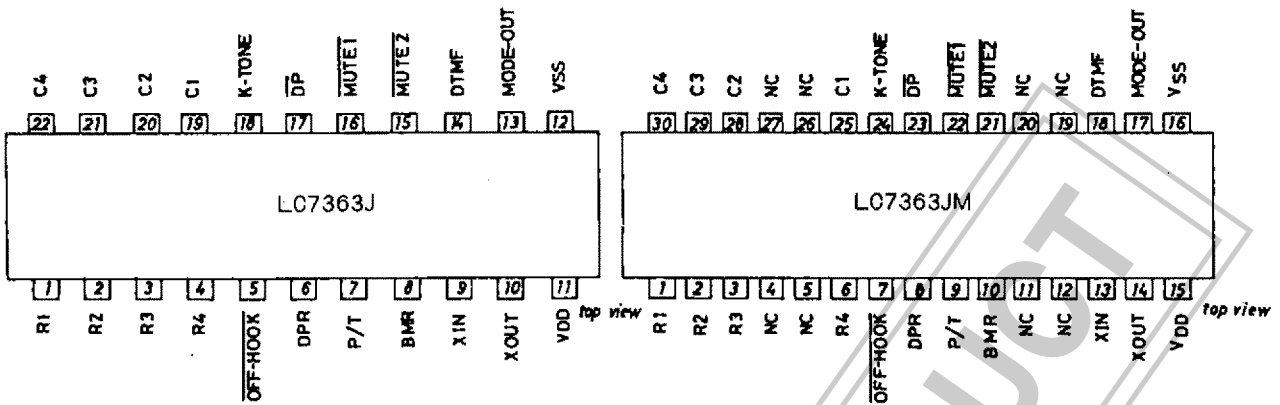 C4 C3 C2 C1 K-TONE DP MUTE1 MUTE2 DTMF MODE-OUT VSS
22 21 20 19 18 17 16 15 14 13 12
LC7363J
1 2 3 4 5 6 7 8 9 10 11
R1 R2 R3 R4 OFF-HOOK DPR P/T BMR XIN XOUT VDD
top view
C4 C3 C2 NC NC C1 K-TONE DP MUTE1 MUTE2 NC NC DTMF MODE-OUT VSS
30 29 28 27 26 25 24 23 22 21 20 19 18 17 16
LC7363JM
1 2 3 4 5 6 7 8 9 10 11 12 13 14 15
R1 R2 R3 NC NC R4 OFF-HOOK DPR P/T BMR NC NC XIN XOUT VDD
top view
UCT